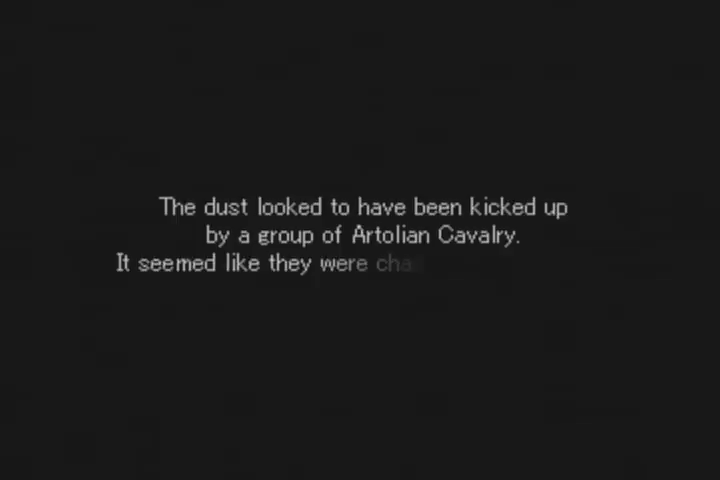 The dust looked to have been kicked up
by a group of Artolian Cavalry.
It seemed like they were